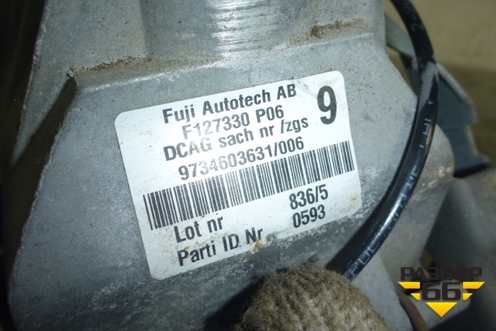 Fuji Autotech AB 9
F127330 P06
DCAG sach nr /zgs
9734603631/006
Lot nr 836/5
Parti ID Nr 0593
РАЗБОР
66